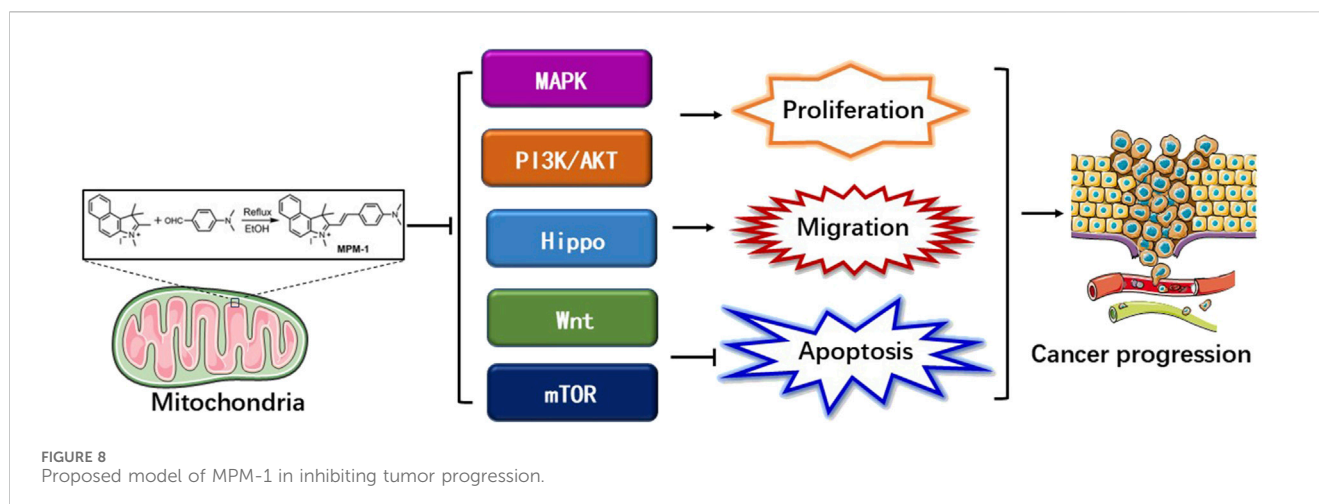 MAPK
PI3K/AKT
Hippo
Wnt
mTOR
Proliferation
Migration
Apoptosis
Cancer progression
+ OHC
N
Reflux
EtOH
N
I⁻ N⁺
I⁻ N⁺
MPM-1
Mitochondria
FIGURE 8
Proposed model of MPM-1 in inhibiting tumor progression.